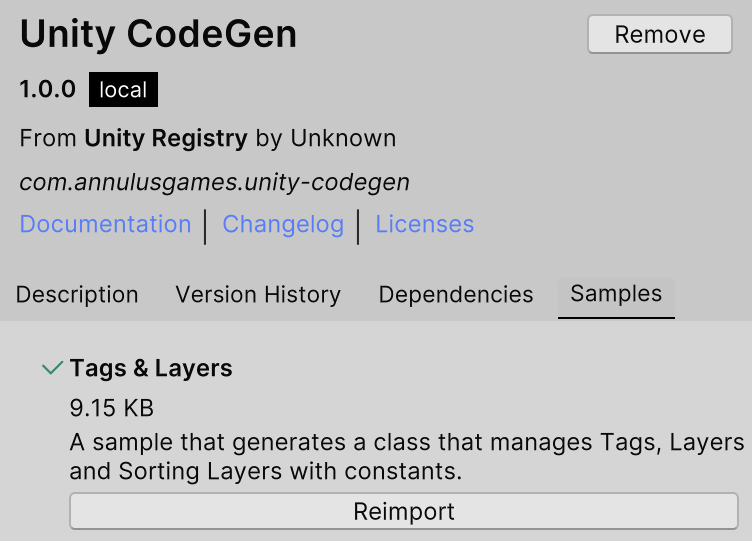 Unity CodeGen
Remove
1.0.0 local
From Unity Registry by Unknown
com.annulusgames.unity-codegen
Documentation | Changelog | Licenses
Description Version History Dependencies Samples
Tags & Layers
9.15 KB
A sample that generates a class that manages Tags, Layers
and Sorting Layers with constants.
Reimport